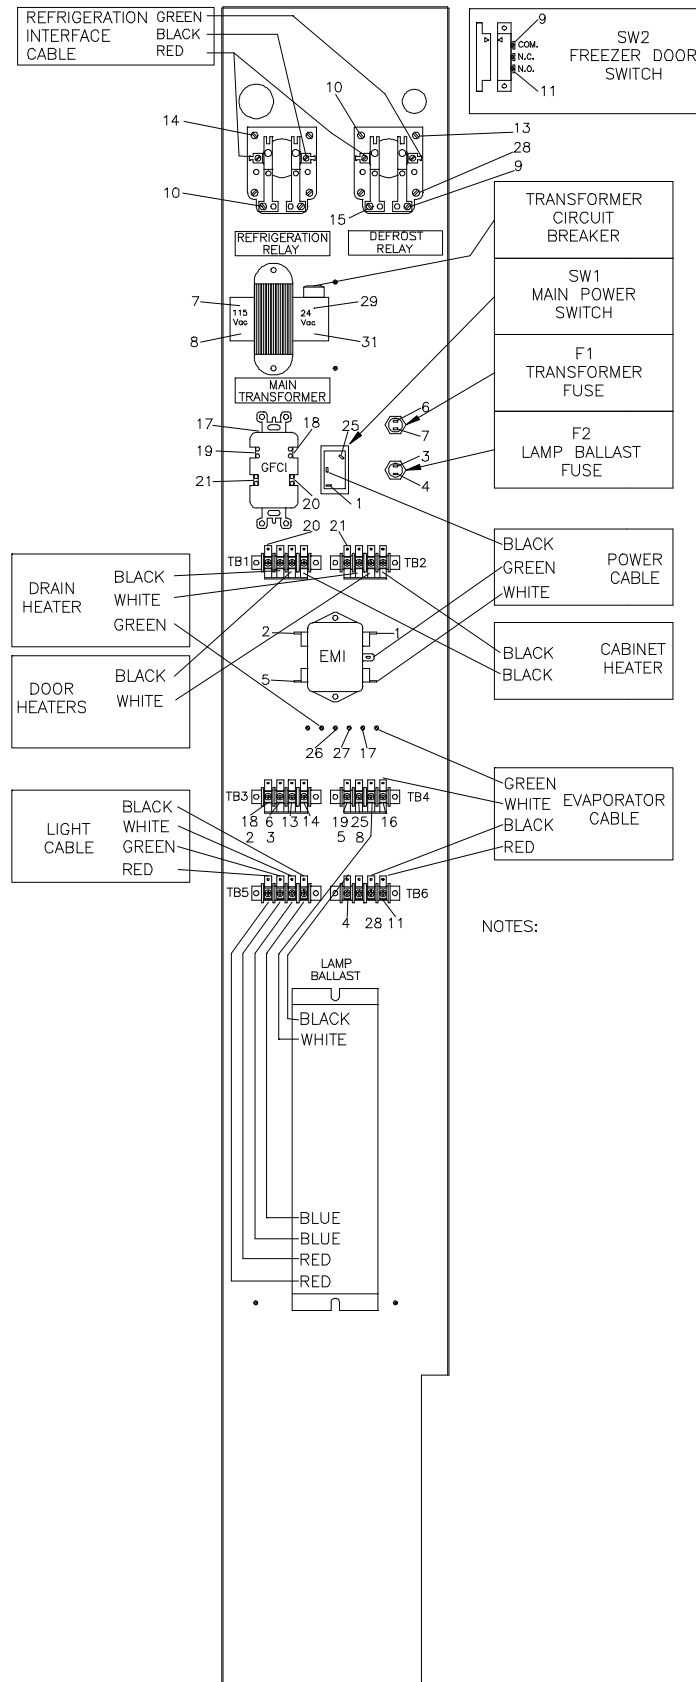 REFRIGERATION GREEN
INTERFACE BLACK
CABLE RED
9
COM.
N.C.
N.O.
11
SW2
FREEZER DOOR
SWITCH
14
10
13
28
9
10
15
REFRIGERATION
RELAY
DEFROST
RELAY
TRANSFORMER
CIRCUIT
BREAKER
SW1
MAIN POWER
SWITCH
F1
TRANSFORMER
FUSE
F2
LAMP BALLAST
FUSE
7
115
Vac
8
24
Vac
29
31
MAIN
TRANSFORMER
17
18
19
GFCI
21
20
25
1
6
7
3
4
20
21
TB1
TB2
DRAIN
HEATER
BLACK
WHITE
GREEN
BLACK
GREEN
WHITE
POWER
CABLE
2
1
EMI
5
DOOR
HEATERS
BLACK
WHITE
BLACK
BLACK
CABINET
HEATER
26 27 17
TB3
TB4
18 6 13 14
2 3
19 25 16
5 8
GREEN
WHITE
BLACK
RED
EVAPORATOR
CABLE
LIGHT
CABLE
BLACK
WHITE
GREEN
RED
TB5
TB6
4 28 11
NOTES:
LAMP
BALLAST
BLACK
WHITE
BLUE
BLUE
RED
RED